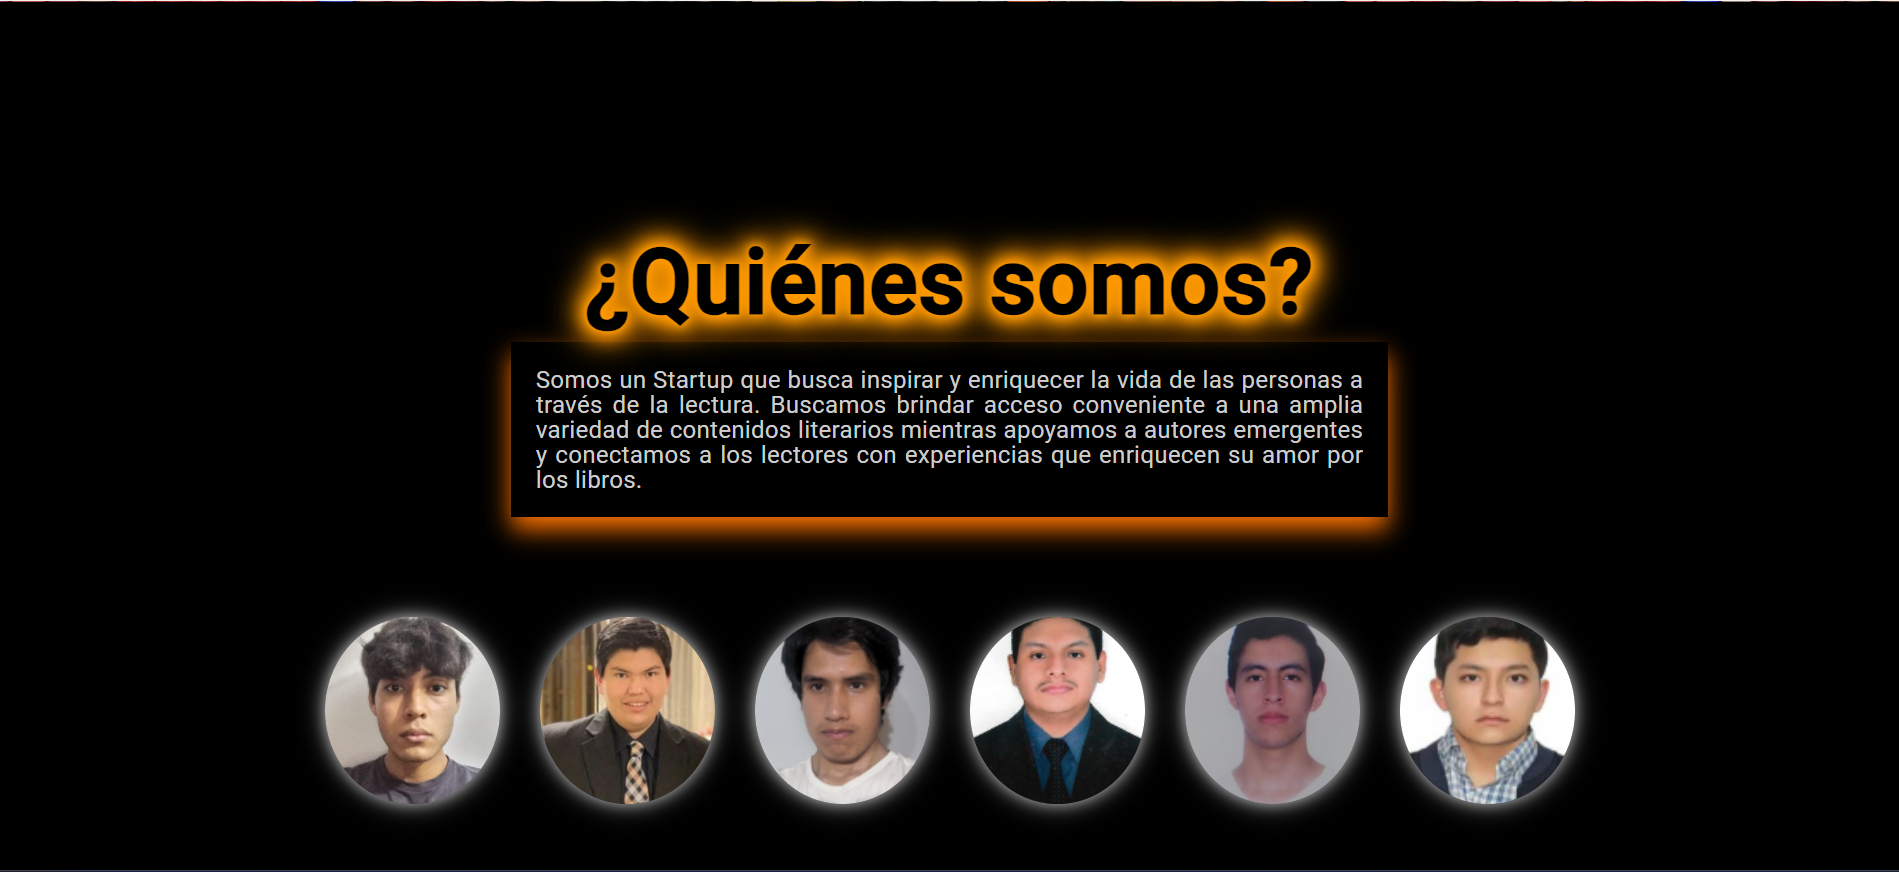 ¿Quiénes somos?
Somos un Startup que busca inspirar y enriquecer la vida de las personas a
través de la lectura. Buscamos brindar acceso conveniente a una amplia
variedad de contenidos literarios mientras apoyamos a autores emergentes
y conectamos a los lectores con experiencias que enriquecen su amor por
los libros.